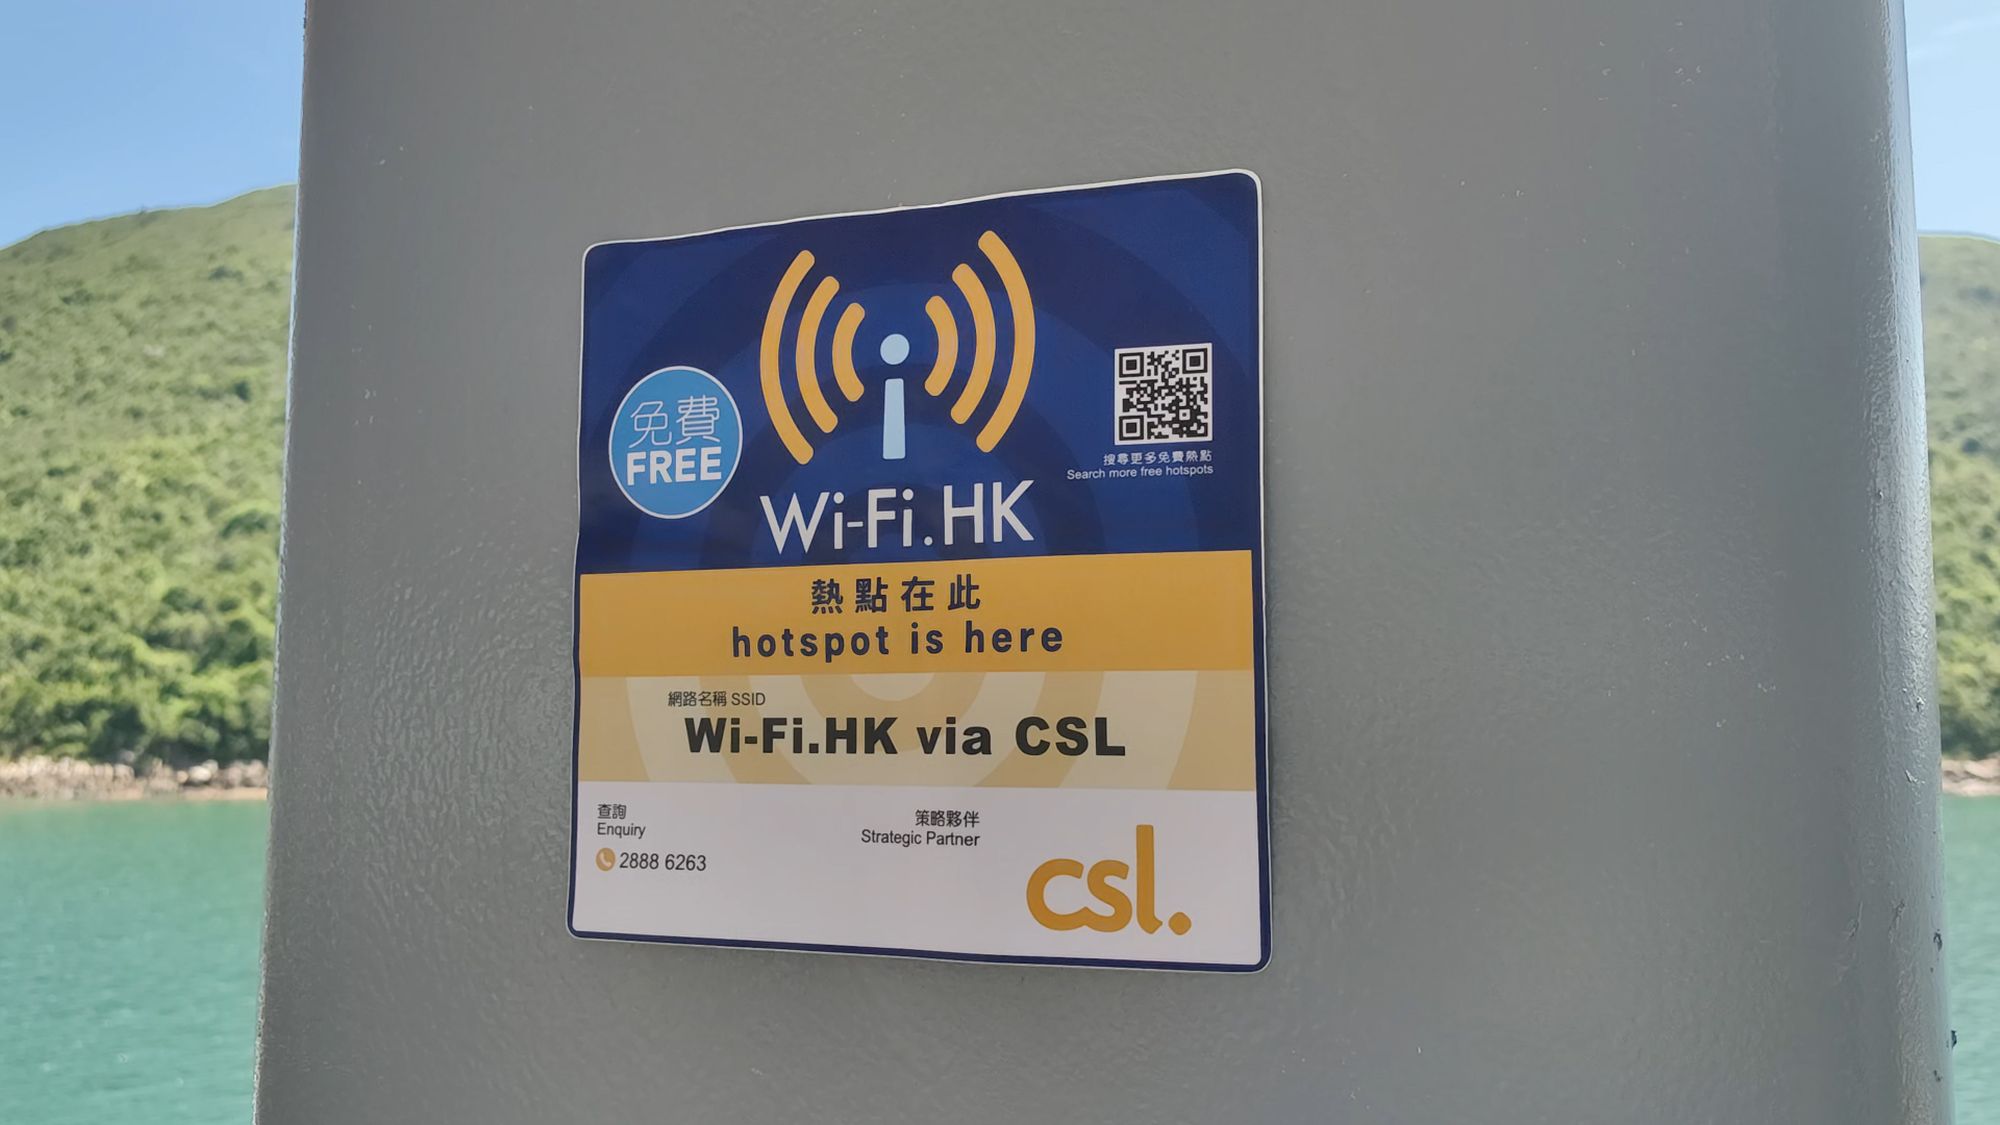 免費
FREE
Wi-Fi.HK
搜尋更多免費熱點
Search more free hotspots
熱點在此
hotspot is here
網路名稱 SSID
Wi-Fi.HK via CSL
查詢
Enquiry
2888 6263
策略夥伴
Strategic Partner
csl.